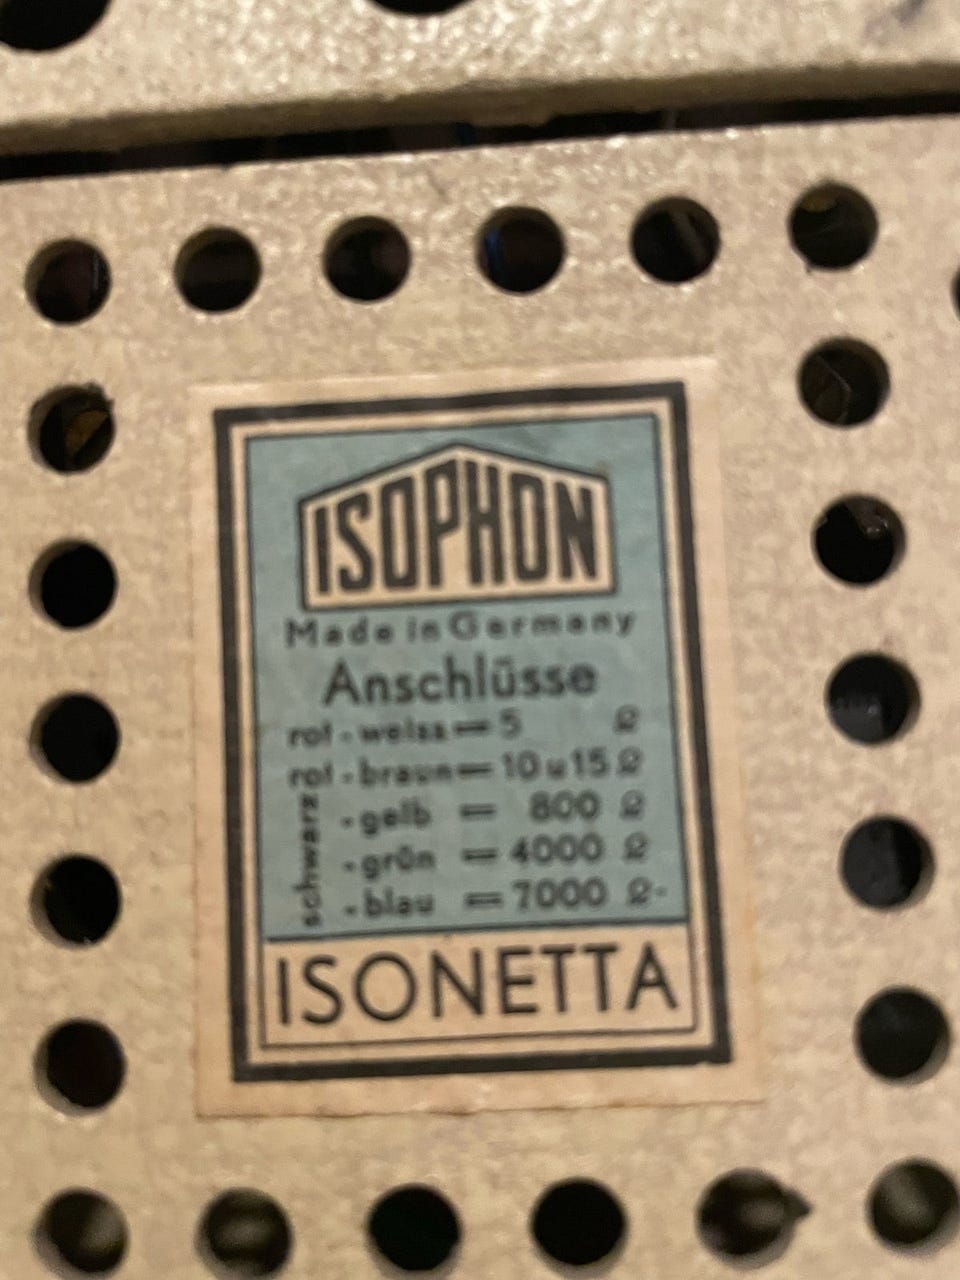 ISOPHON
Made in Germany
Anschlüsse
rot - weiss = 5 Ω
rot - braun = 10 u 15 Ω
schwarz
- gelb = 800 Ω
- grün = 4000 Ω
- blau = 7000 Ω
ISONETTA